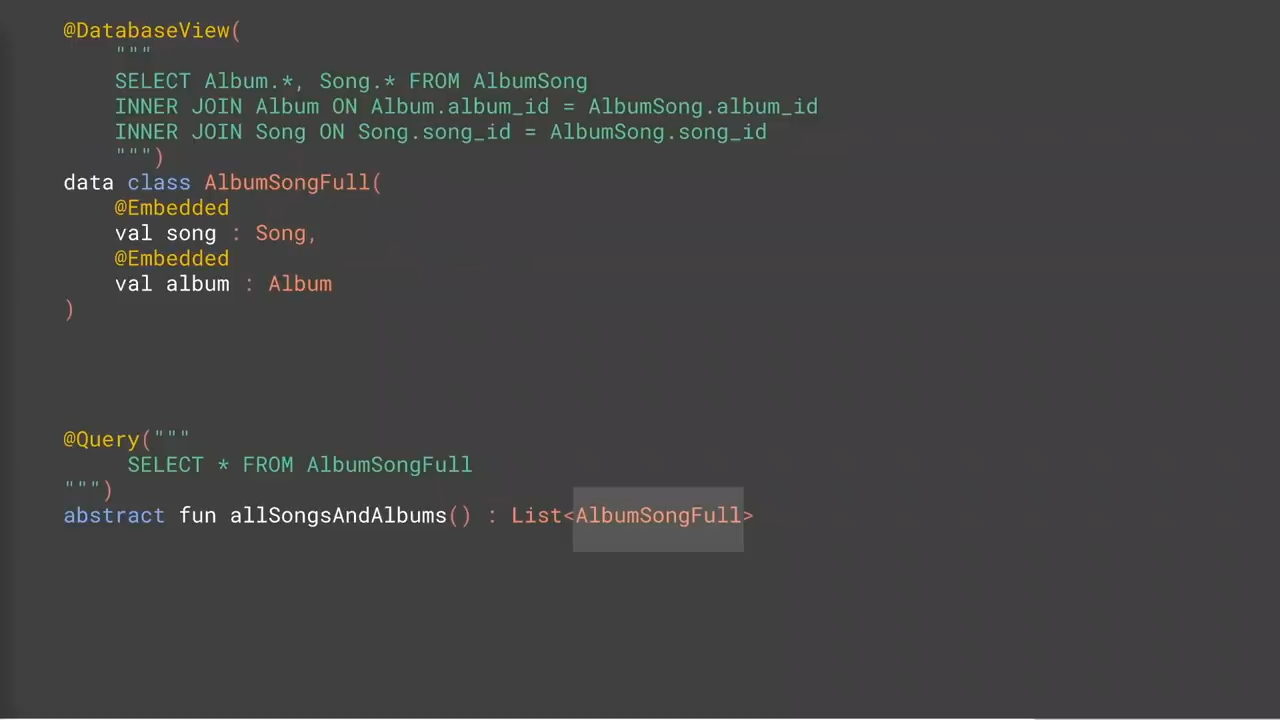 @DatabaseView(
"""
SELECT Album.*, Song.* FROM AlbumSong
INNER JOIN Album ON Album.album_id = AlbumSong.album_id
INNER JOIN Song ON Song.song_id = AlbumSong.song_id
""")
data class AlbumSongFull(
@Embedded
val song : Song,
@Embedded
val album : Album
)
@Query("""
SELECT * FROM AlbumSongFull
""")
abstract fun allSongsAndAlbums() : List<AlbumSongFull>